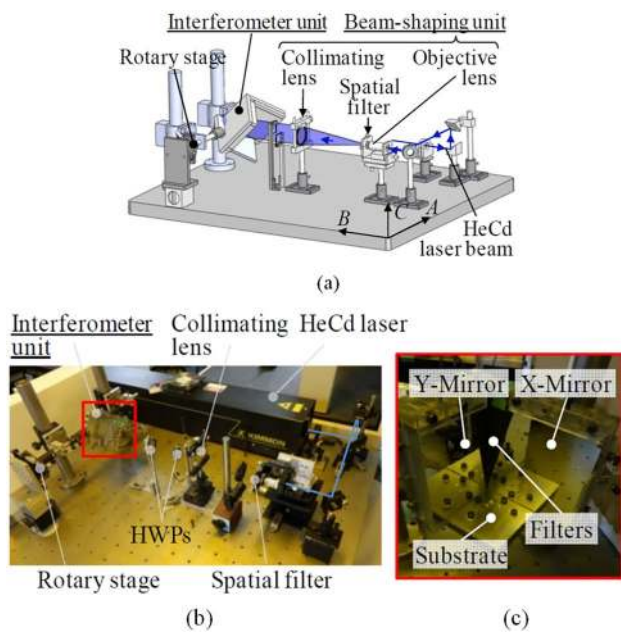 Interferometer unit
Beam-shaping unit
Rotary stage
Collimating
lens
Objective
lens
Spatial
filter
B
C
A
HeCd
laser beam
(a)
Interferometer
unit
Collimating
lens
HeCd laser
KIMMON
HWPs
Rotary stage
Spatial filter
(b)
Y-Mirror
X-Mirror
Filters
Substrate
(c)